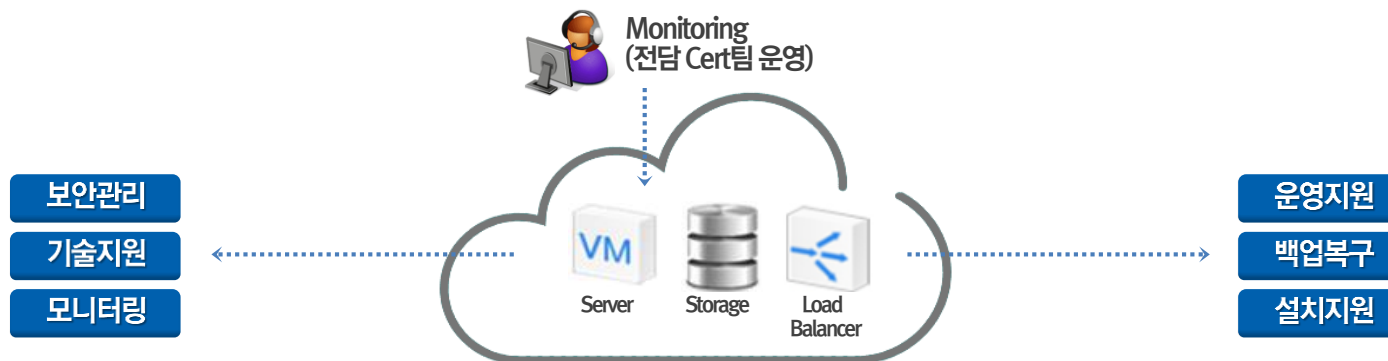 Monitoring
(전담 Cert팀 운영)
보안관리
기술지원
모니터링
VM
Server
Storage
Load
Balancer
운영지원
백업복구
설치지원